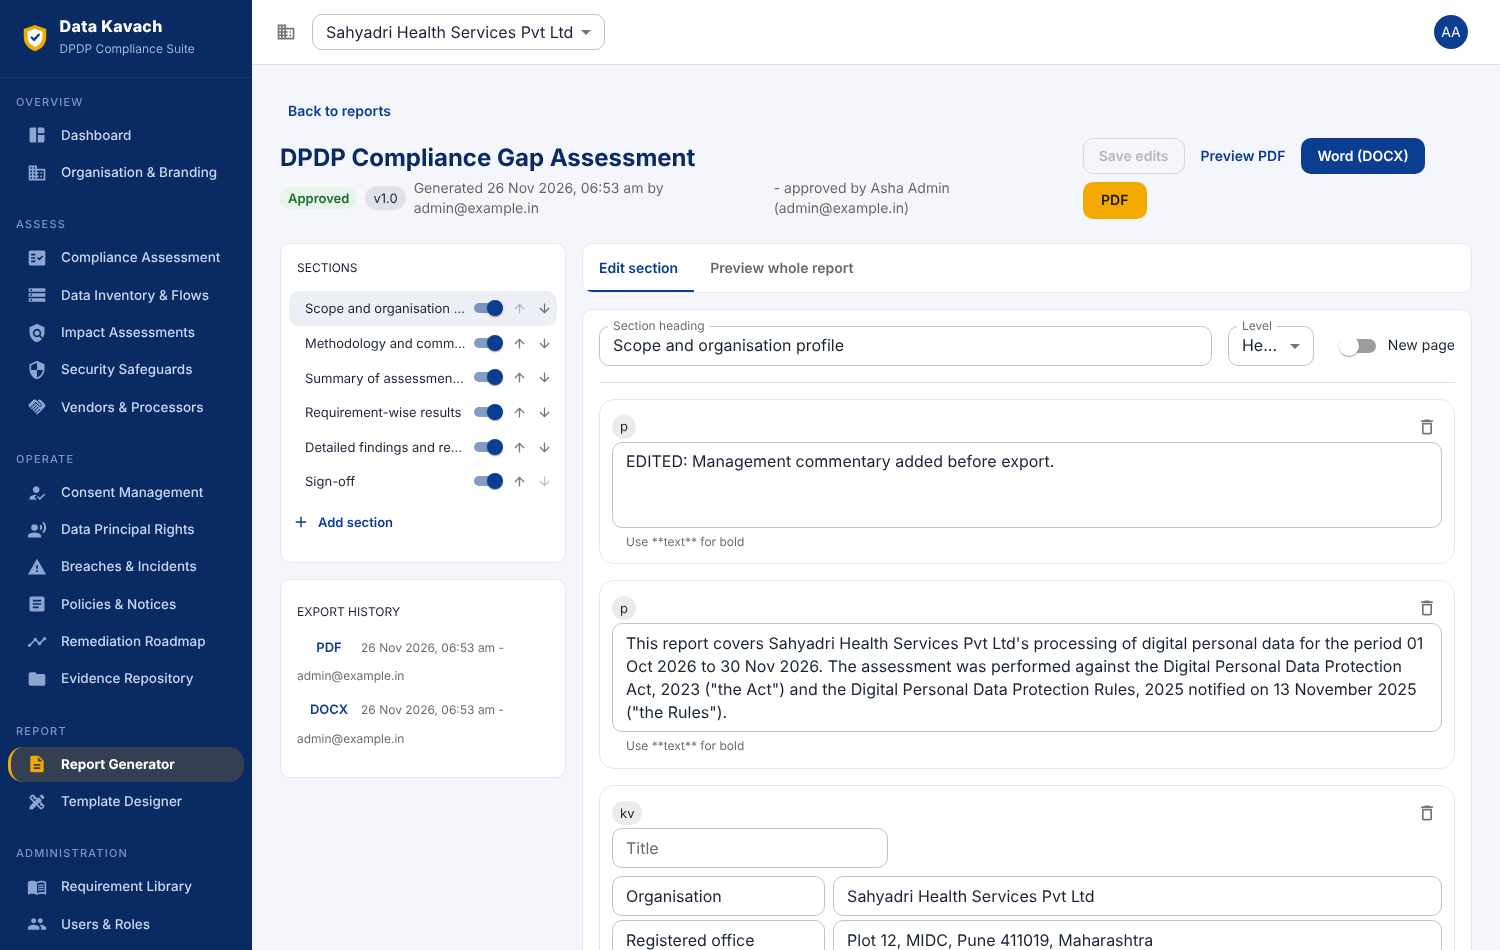 Data Kavach
DPDP Compliance Suite
OVERVIEW
Dashboard
Organisation & Branding
ASSESS
Compliance Assessment
Data Inventory & Flows
Impact Assessments
Security Safeguards
Vendors & Processors
OPERATE
Consent Management
Data Principal Rights
Breaches & Incidents
Policies & Notices
Remediation Roadmap
Evidence Repository
REPORT
Report Generator
Template Designer
ADMINISTRATION
Requirement Library
Users & Roles
Sahyadri Health Services Pvt Ltd
AA
Back to reports
DPDP Compliance Gap Assessment
Save edits
Preview PDF
Word (DOCX)
PDF
Approved
v1.0
Generated 26 Nov 2026, 06:53 am by
admin@example.in
- approved by Asha Admin
(admin@example.in)
SECTIONS
Scope and organisation ...
Methodology and comm...
Summary of assessmen...
Requirement-wise results
Detailed findings and re...
Sign-off
Add section
EXPORT HISTORY
PDF 26 Nov 2026, 06:53 am -
admin@example.in
DOCX 26 Nov 2026, 06:53 am -
admin@example.in
Edit section
Preview whole report
Section heading
Scope and organisation profile
Level
He...
New page
p
EDITED: Management commentary added before export.
Use **text** for bold
p
This report covers Sahyadri Health Services Pvt Ltd's processing of digital personal data for the period 01
Oct 2026 to 30 Nov 2026. The assessment was performed against the Digital Personal Data Protection
Act, 2023 ("the Act") and the Digital Personal Data Protection Rules, 2025 notified on 13 November 2025
("the Rules").
Use **text** for bold
kv
Title
Organisation
Sahyadri Health Services Pvt Ltd
Registered office
Plot 12, MIDC, Pune 411019, Maharashtra